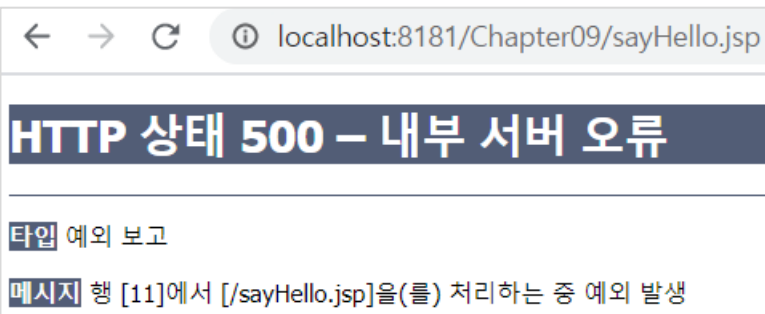 localhost:8181/Chapter09/sayHello.jsp
HTTP 상태 500 – 내부 서버 오류
타입 예외 보고
메시지 행 [11]에서 [/sayHello.jsp]을(를) 처리하는 중 예외 발생